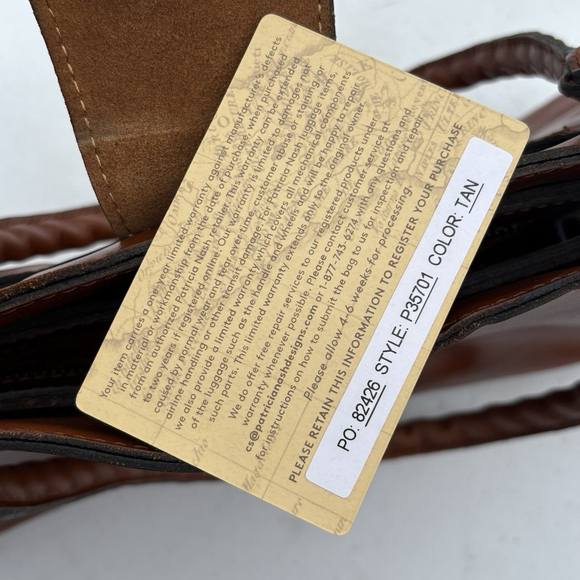 Your item carries a one year limited warranty against manufacturer's defects
in material or workmanship from the date of purchase, when purchased
from an authorized Patricia Nash retailer. This warranty can be extended
to two years if registered online. Our warranty is limited to damages not
caused by normal wear and tear over time, customer abuse or staining, or
airline handling or other transit damage. For Patricia Nash luggage items,
we also provide a limited warranty which covers all mechanical components
of the luggage, such as the handle and wheels and will be happy to repair
such parts. This limited warranty extends only to the original owner.
We do offer free repair services to our registered products under
warranty whenever possible. Please contact customer service at
cs@patricianashdesigns.com or 1-877-743-6274 with any questions and
for instructions on how to submit the bag to us for inspection and repair.
Please allow 4-6 weeks for processing.
PLEASE RETAIN THIS INFORMATION TO REGISTER YOUR PURCHASE
PO: 82426 STYLE: P35701 COLOR: TAN